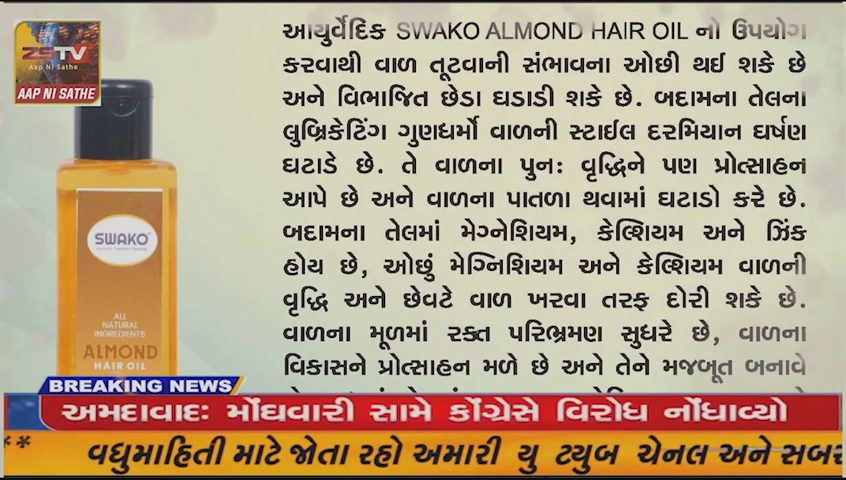 ZSTV
Aap Ni Sathe
AAP NI SATHE
આયુર્વેદિક SWAKO ALMOND HAIR OIL નો ઉપયોગ
કરવાથી વાળ તૂટવાની સંભાવના ઓછી થઈ શકે છે
અને વિભાજિત છેડા ઘડાડી શકે છે. બદામના તેલના
લુબ્રિકેટિંગ ગુણધર્મો વાળની સ્ટાઈલ દરમિયાન ઘર્ષણ
ઘટાડે છે. તે વાળના પુનઃ વૃદ્ધિને પણ પ્રોત્સાહન
આપે છે અને વાળના પાતળા થવામાં ઘટાડો કરે છે.
બદામના તેલમાં મેગ્નેશિયમ, કેલ્શિયમ અને ઝિંક
હોય છે, ઓછું મેગ્નિશિયમ અને કેલ્શિયમ વાળની
વૃદ્ધિ અને છેવટે વાળ ખરવા તરફ દોરી શકે છે.
વાળના મૂળમાં રક્ત પરિભ્રમણ સુધરે છે, વાળના
વિકાસને પ્રોત્સાહન મળે છે અને તેને મજબૂત બનાવે
SWAKO
ALL
NATURAL
INGREDIENTS
ALMOND
HAIR OIL
BREAKING NEWS
અમદાવાદઃ મોંઘવારી સામે કોંગ્રેસે વિરોધ નોંધાવ્યો
** વધુમાહિતી માટે જોતા રહો અમારી યુ ટ્યુબ ચેનલ અને સબસ્